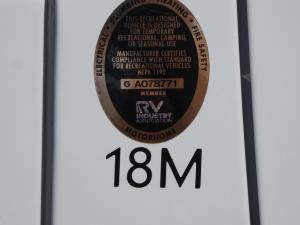 ELECTRICAL • PLUMBING • HEATING • FIRE SAFETY
THIS RECREATIONAL
VEHICLE IS DESIGNED
FOR TEMPORARY
RECREATIONAL, CAMPING,
OR SEASONAL USE
MANUFACTURER CERTIFIES
COMPLIANCE WITH STANDARD
FOR RECREATIONAL VEHICLES
NFPA 1192
G A078771
MEMBER
RV
INDUSTRY
ASSOCIATION
MOTORHOME
18M